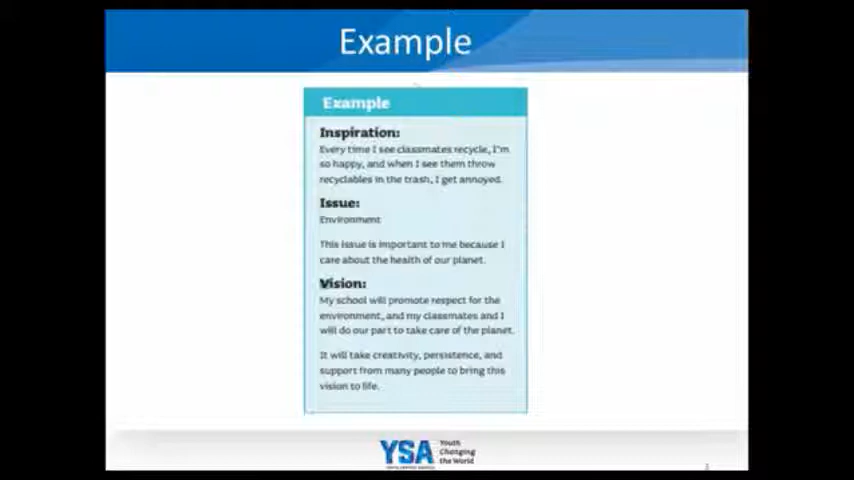 Example
Example
Inspiration:
Every time I see classmates recycle, I'm
so happy, and when I see them throw
recyclables in the trash, I get annoyed.
Issue:
Environment
This issue is important to me because I
care about the health of our planet.
Vision:
My school will promote respect for the
environment, and my classmates and I
will do our part to take care of the planet.
It will take creativity, persistence, and
support from many people to bring this
vision to life.
YSA
Youth
Changing
the World
3